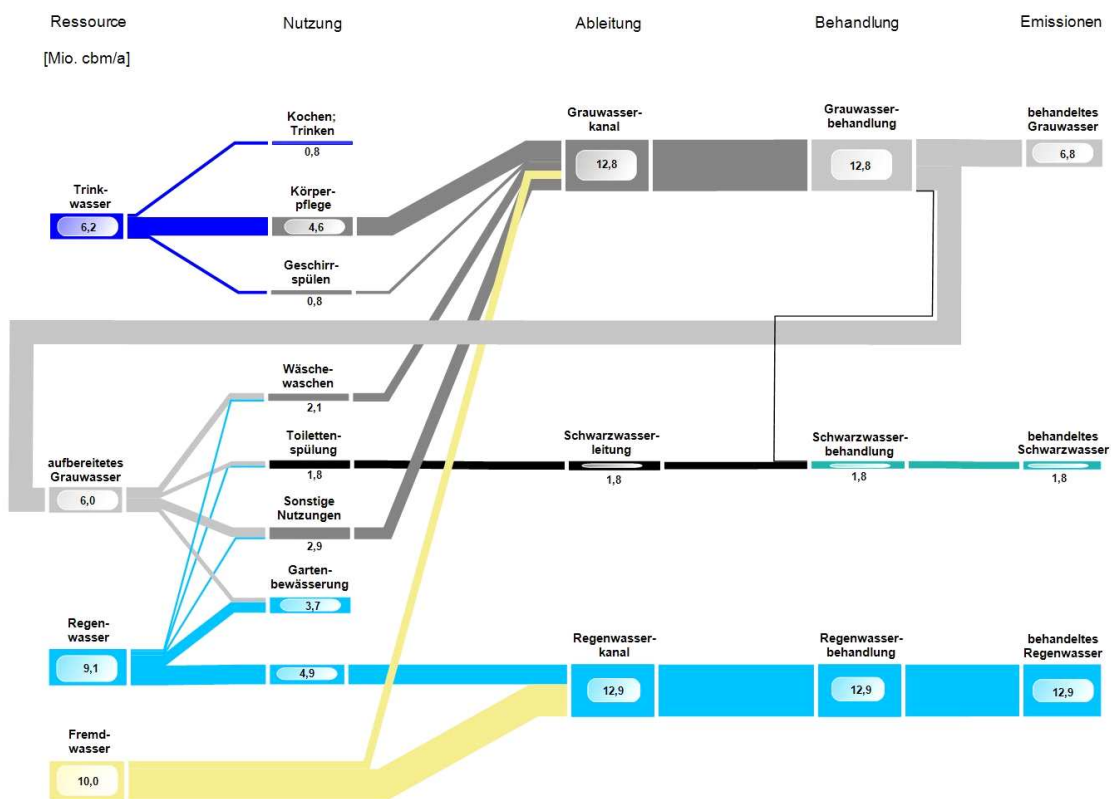 Ressource
Nutzung
Ableitung
Behandlung
Emissionen
[Mio. cbm/a]
Kochen;
Trinken
0,8
Trink-
wasser
6,2
Körper-
pflege
4,6
Geschirr-
spülen
0,8
Grauwasser-
kanal
12,8
Grauwasser-
behandlung
12,8
behandeltes
Grauwasser
6,8
Wäsche-
waschen
2,1
aufbereitetes
Grauwasser
6,0
Toiletten-
spülung
1,8
Schwarzwasser-
leitung
1,8
Schwarzwasser-
behandlung
1,8
behandeltes
Schwarzwasser
1,8
Sonstige
Nutzungen
2,9
Garten-
bewässerung
3,7
Regen-
wasser
9,1
4,9
Regenwasser-
kanal
12,9
Regenwasser-
behandlung
12,9
behandeltes
Regenwasser
12,9
Fremd-
wasser
10,0